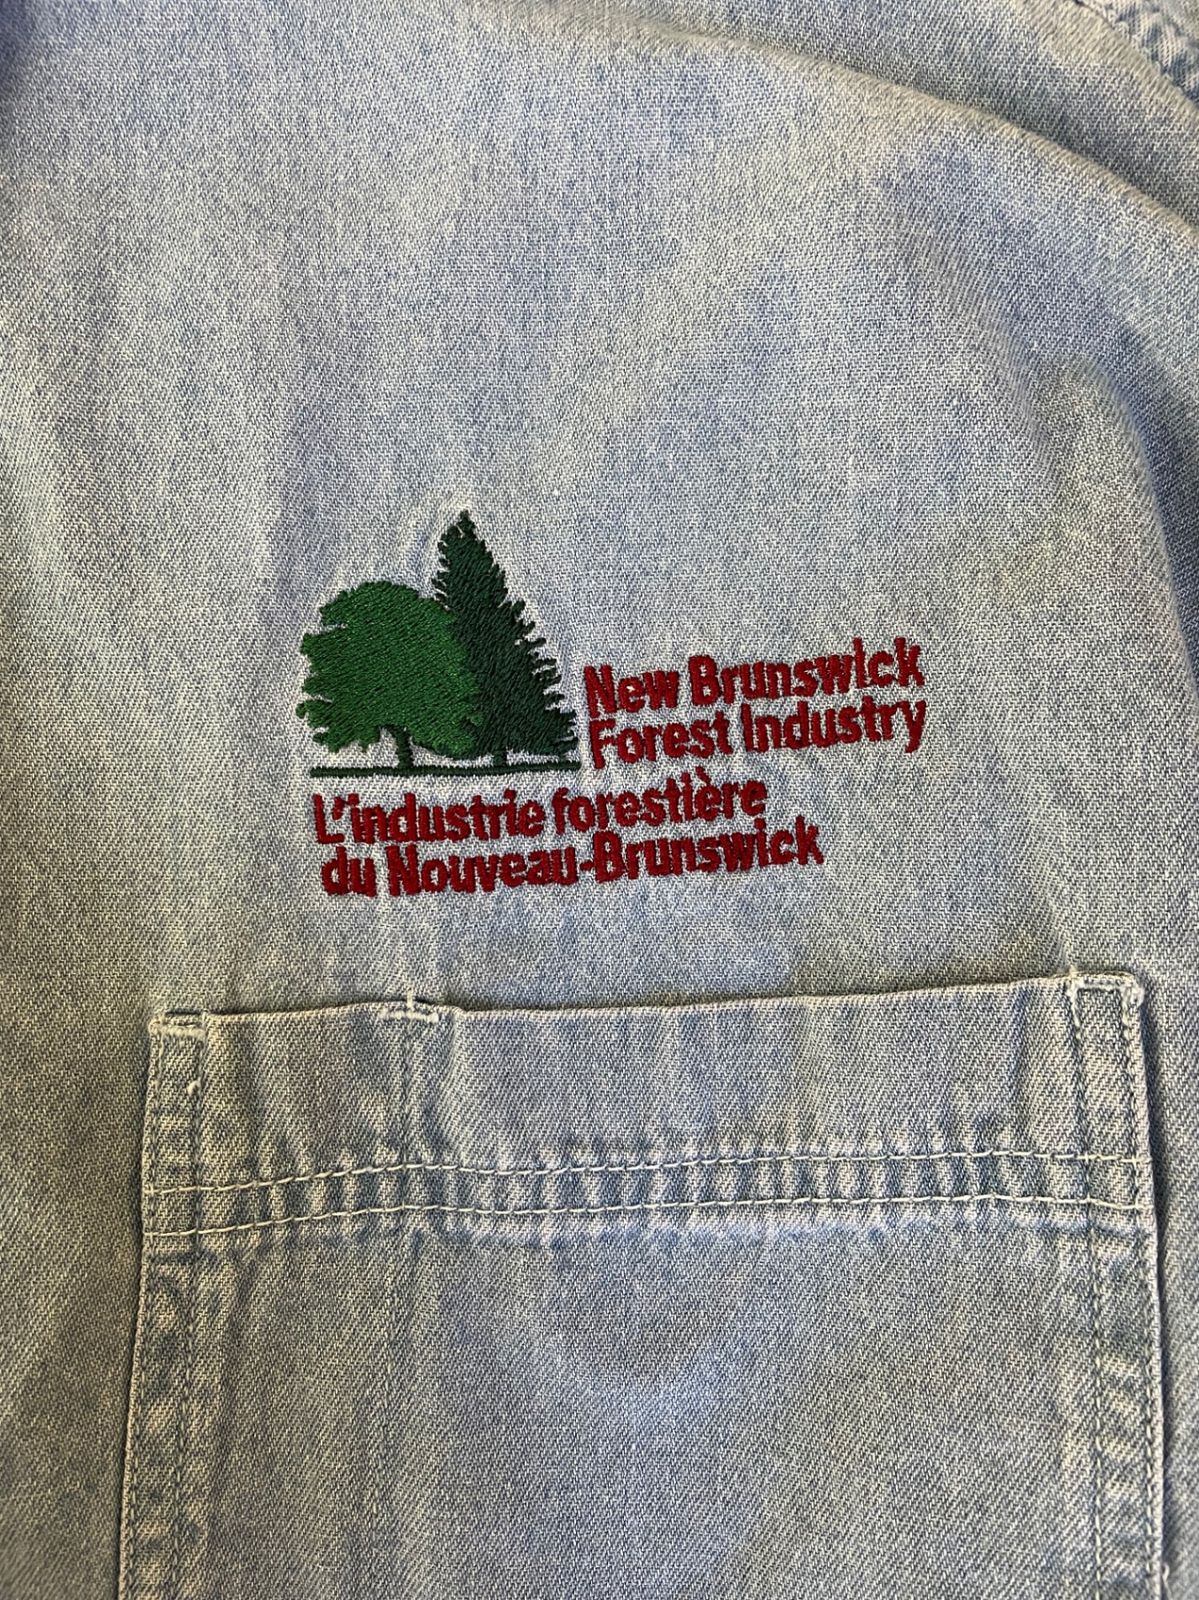 New Brunswick
Forest Industry
L'industrie forestière
du Nouveau-Brunswick